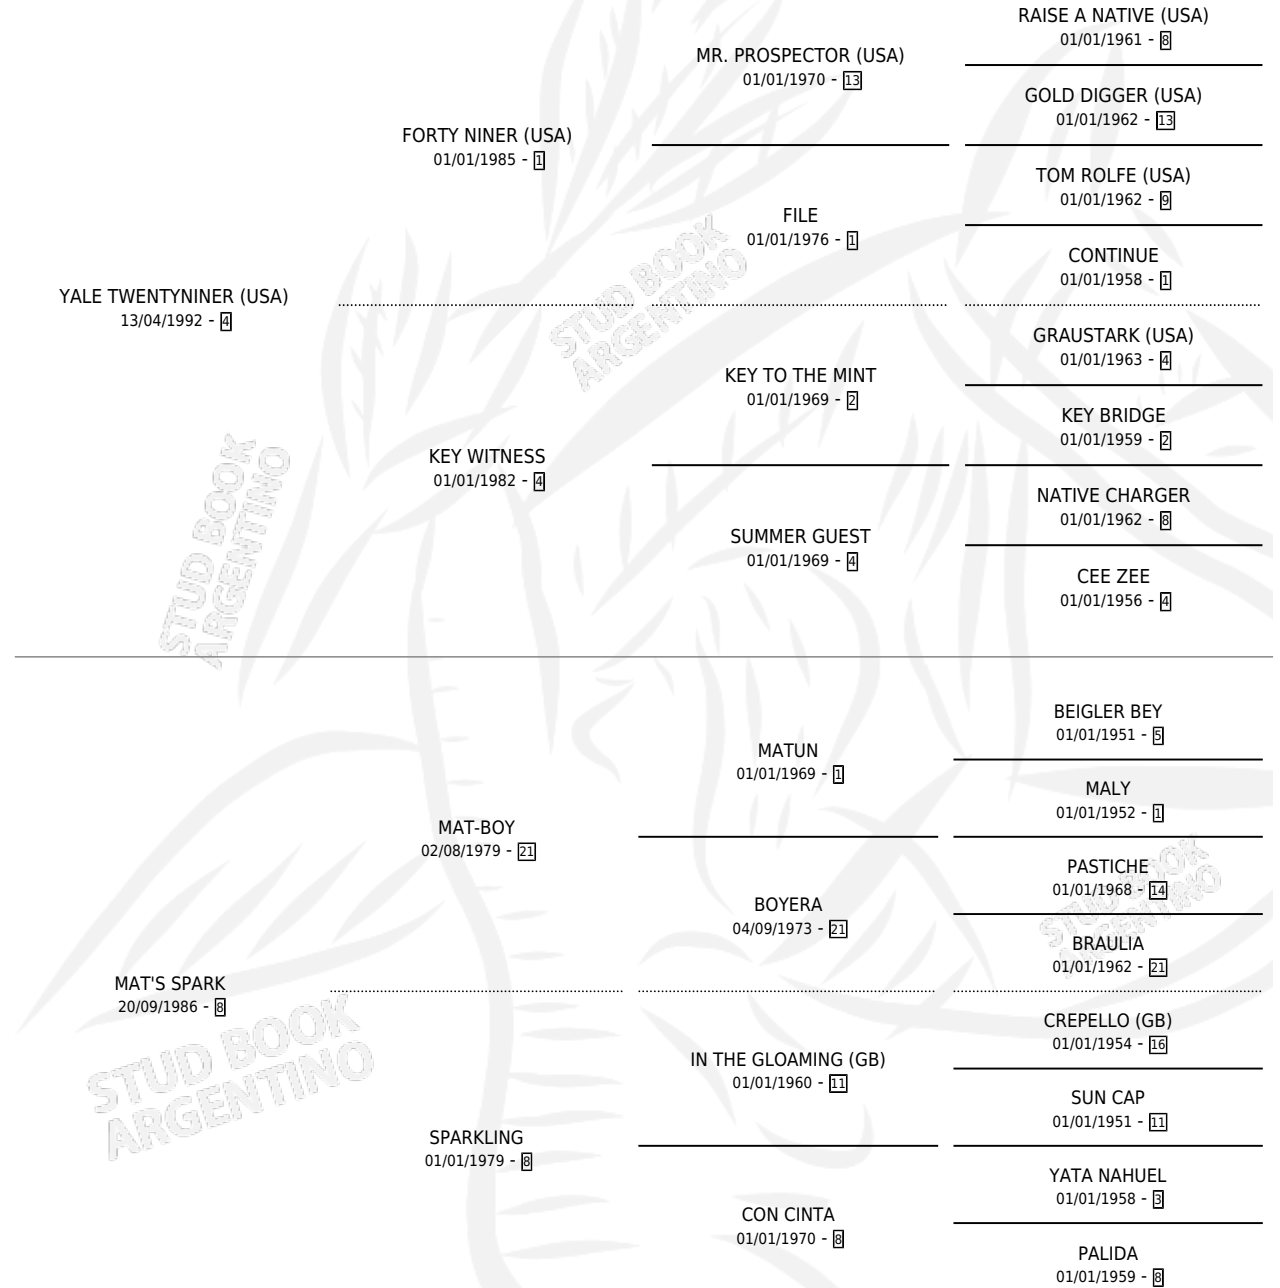 RAISE A NATIVE (USA)
01/01/1961 - 8
MR. PROSPECTOR (USA)
01/01/1970 - 13
GOLD DIGGER (USA)
01/01/1962 - 13
FORTY NINER (USA)
01/01/1985 - 1
TOM ROLFE (USA)
01/01/1962 - 9
FILE
01/01/1976 - 1
CONTINUE
01/01/1958 - 1
YALE TWENTYNINER (USA)
13/04/1992 - 4
STUD BOOK
ARGENTINO
GRAUSTARK (USA)
01/01/1963 - 4
KEY TO THE MINT
01/01/1969 - 2
KEY BRIDGE
01/01/1959 - 2
KEY WITNESS
01/01/1982 - 4
NATIVE CHARGER
01/01/1962 - 8
SUMMER GUEST
01/01/1969 - 4
CEE ZEE
01/01/1956 - 4
STUD BOOK
ARGENTINO
BEIGLER BEY
01/01/1951 - 5
MATUN
01/01/1969 - 1
MALY
01/01/1952 - 1
MAT-BOY
02/08/1979 - 21
PASTICHE
01/01/1968 - 14
BOYERA
04/09/1973 - 21
BRAULIA
01/01/1962 - 21
STUD BOOK
ARGENTINO
MAT'S SPARK
20/09/1986 - 8
CREPELLO (GB)
01/01/1954 - 16
IN THE GLOAMING (GB)
01/01/1960 - 11
SUN CAP
01/01/1951 - 11
STUD BOOK
ARGENTINO
SPARKLING
01/01/1979 - 8
YATA NAHUEL
01/01/1958 - 3
CON CINTA
01/01/1970 - 8
PALIDA
01/01/1959 - 8